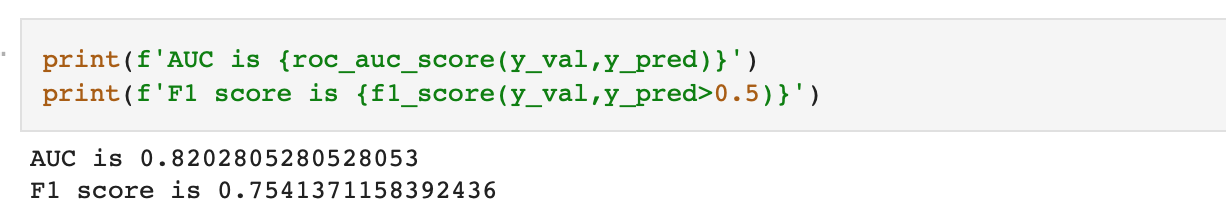 print(f'AUC is {roc_auc_score(y_val,y_pred)}')
print(f'F1 score is {f1_score(y_val,y_pred>0.5)}')
AUC is 0.8202805280528053
F1 score is 0.7541371158392436